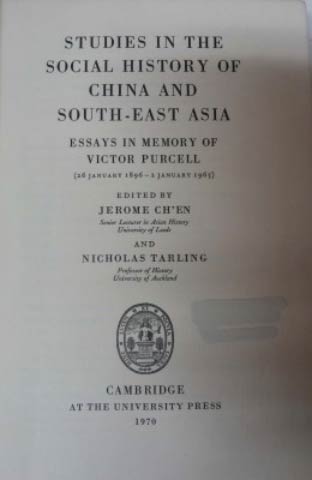 STUDIES IN THE
SOCIAL HISTORY OF
CHINA AND
SOUTH-EAST ASIA
ESSAYS IN MEMORY OF
VICTOR PURCELL
(26 JANUARY 1896–2 JANUARY 1965)
EDITED BY
JEROME CH'EN
Senior Lecturer in Asian History
University of Leeds
AND
NICHOLAS TARLING
Professor of History
University of Auckland
CAMBRIDGE
AT THE UNIVERSITY PRESS
1970